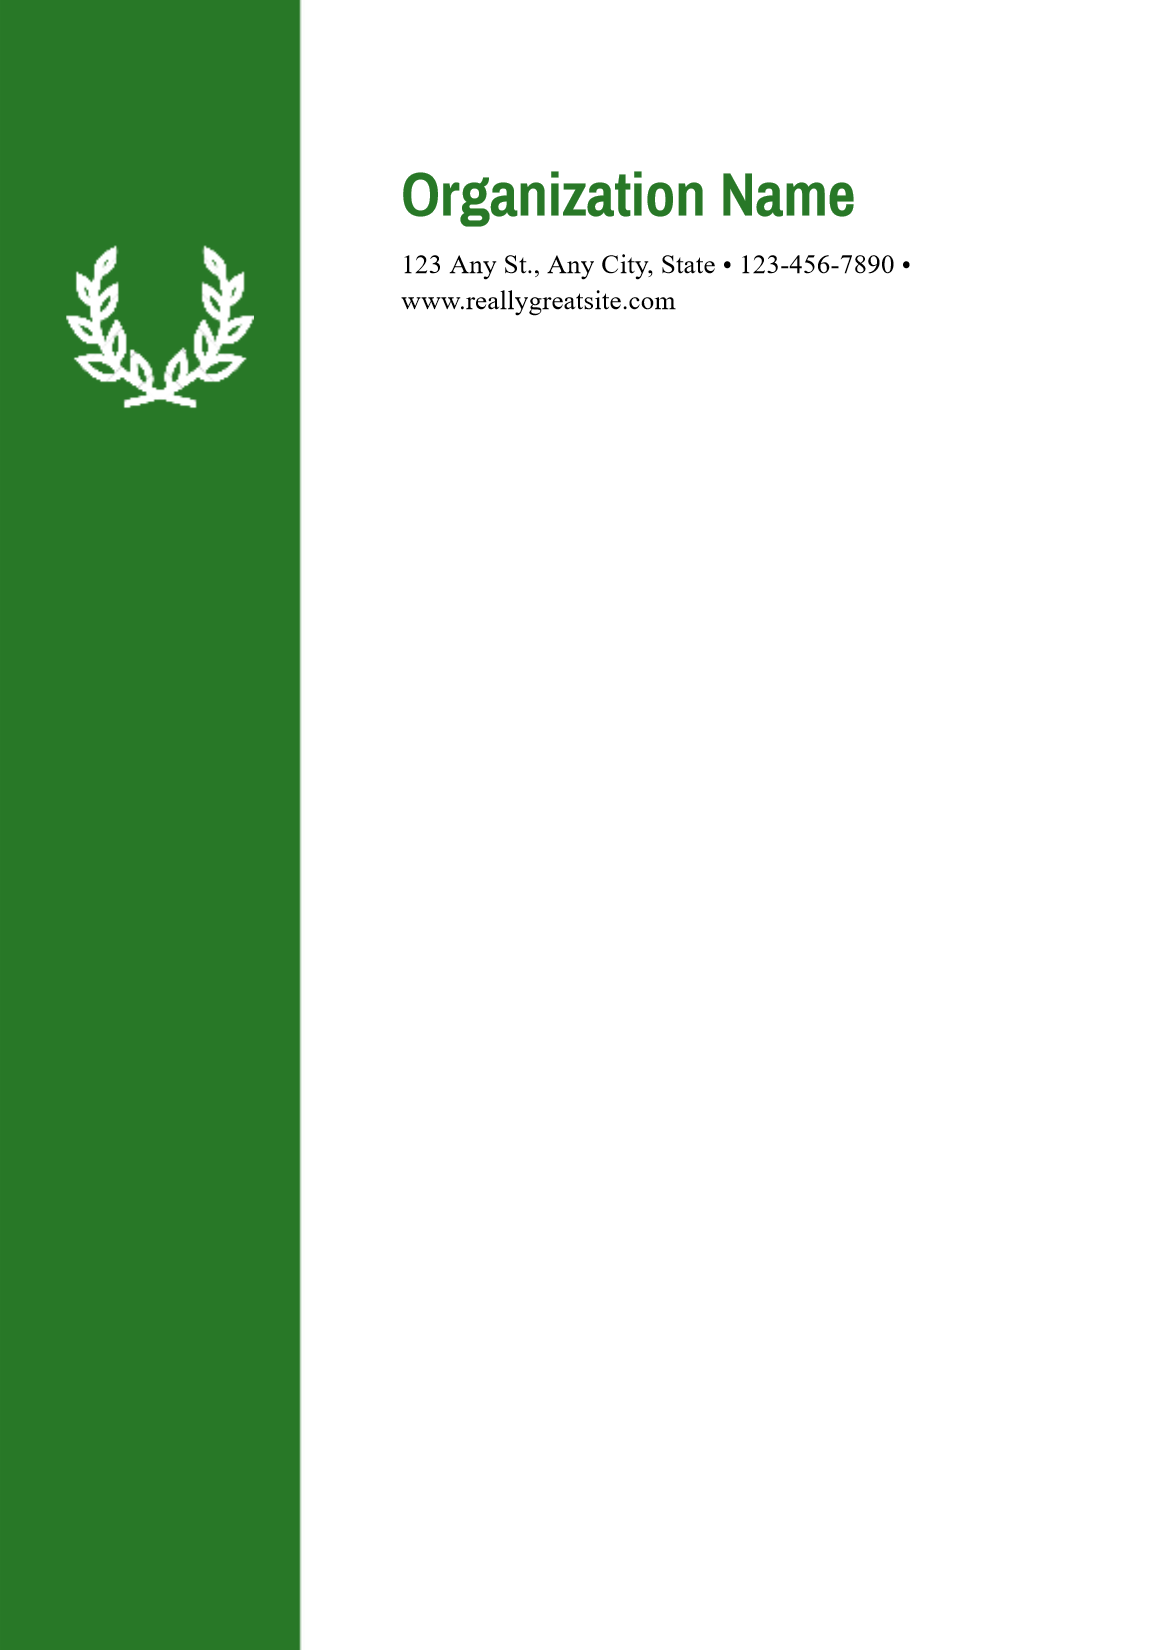 Organization Name
123 Any St., Any City, State • 123-456-7890 •
www.reallygreatsite.com